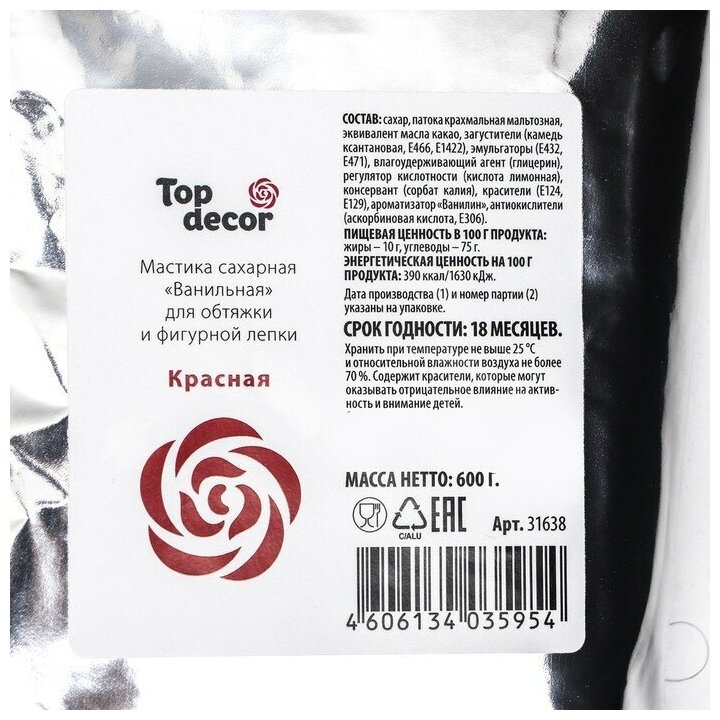 Top
decor
Мастика сахарная
«Ванильная»
для обтяжки
и фигурной лепки
Красная
СОСТАВ: сахар, патока крахмальная мальтозная,
эквивалент масла какао, загустители (камедь
ксантановая, Е466, Е1422), эмульгаторы (Е432,
Е471), влагоудерживающий агент (глицерин),
регулятор кислотности (кислота лимонная),
консервант (сорбат калия), красители (Е124,
Е129), ароматизатор «Ванилин», антиокислители
(аскорбиновая кислота, Е306).
ПИЩЕВАЯ ЦЕННОСТЬ В 100 Г ПРОДУКТА:
жиры – 10 г, углеводы – 75 г.
ЭНЕРГЕТИЧЕСКАЯ ЦЕННОСТЬ НА 100 Г
ПРОДУКТА: 390 ккал/1630 кДж.
Дата производства (1) и номер партии (2)
указаны на упаковке.
СРОК ГОДНОСТИ: 18 МЕСЯЦЕВ.
Хранить при температуре не выше 25 °C
и относительной влажности воздуха не более
70 %. Содержит красители, которые могут
оказывать отрицательное влияние на актив-
ность и внимание детей.
МАССА НЕТТО: 600 Г.
C/ALU
EAC
Арт. 31638
4 606134 035954